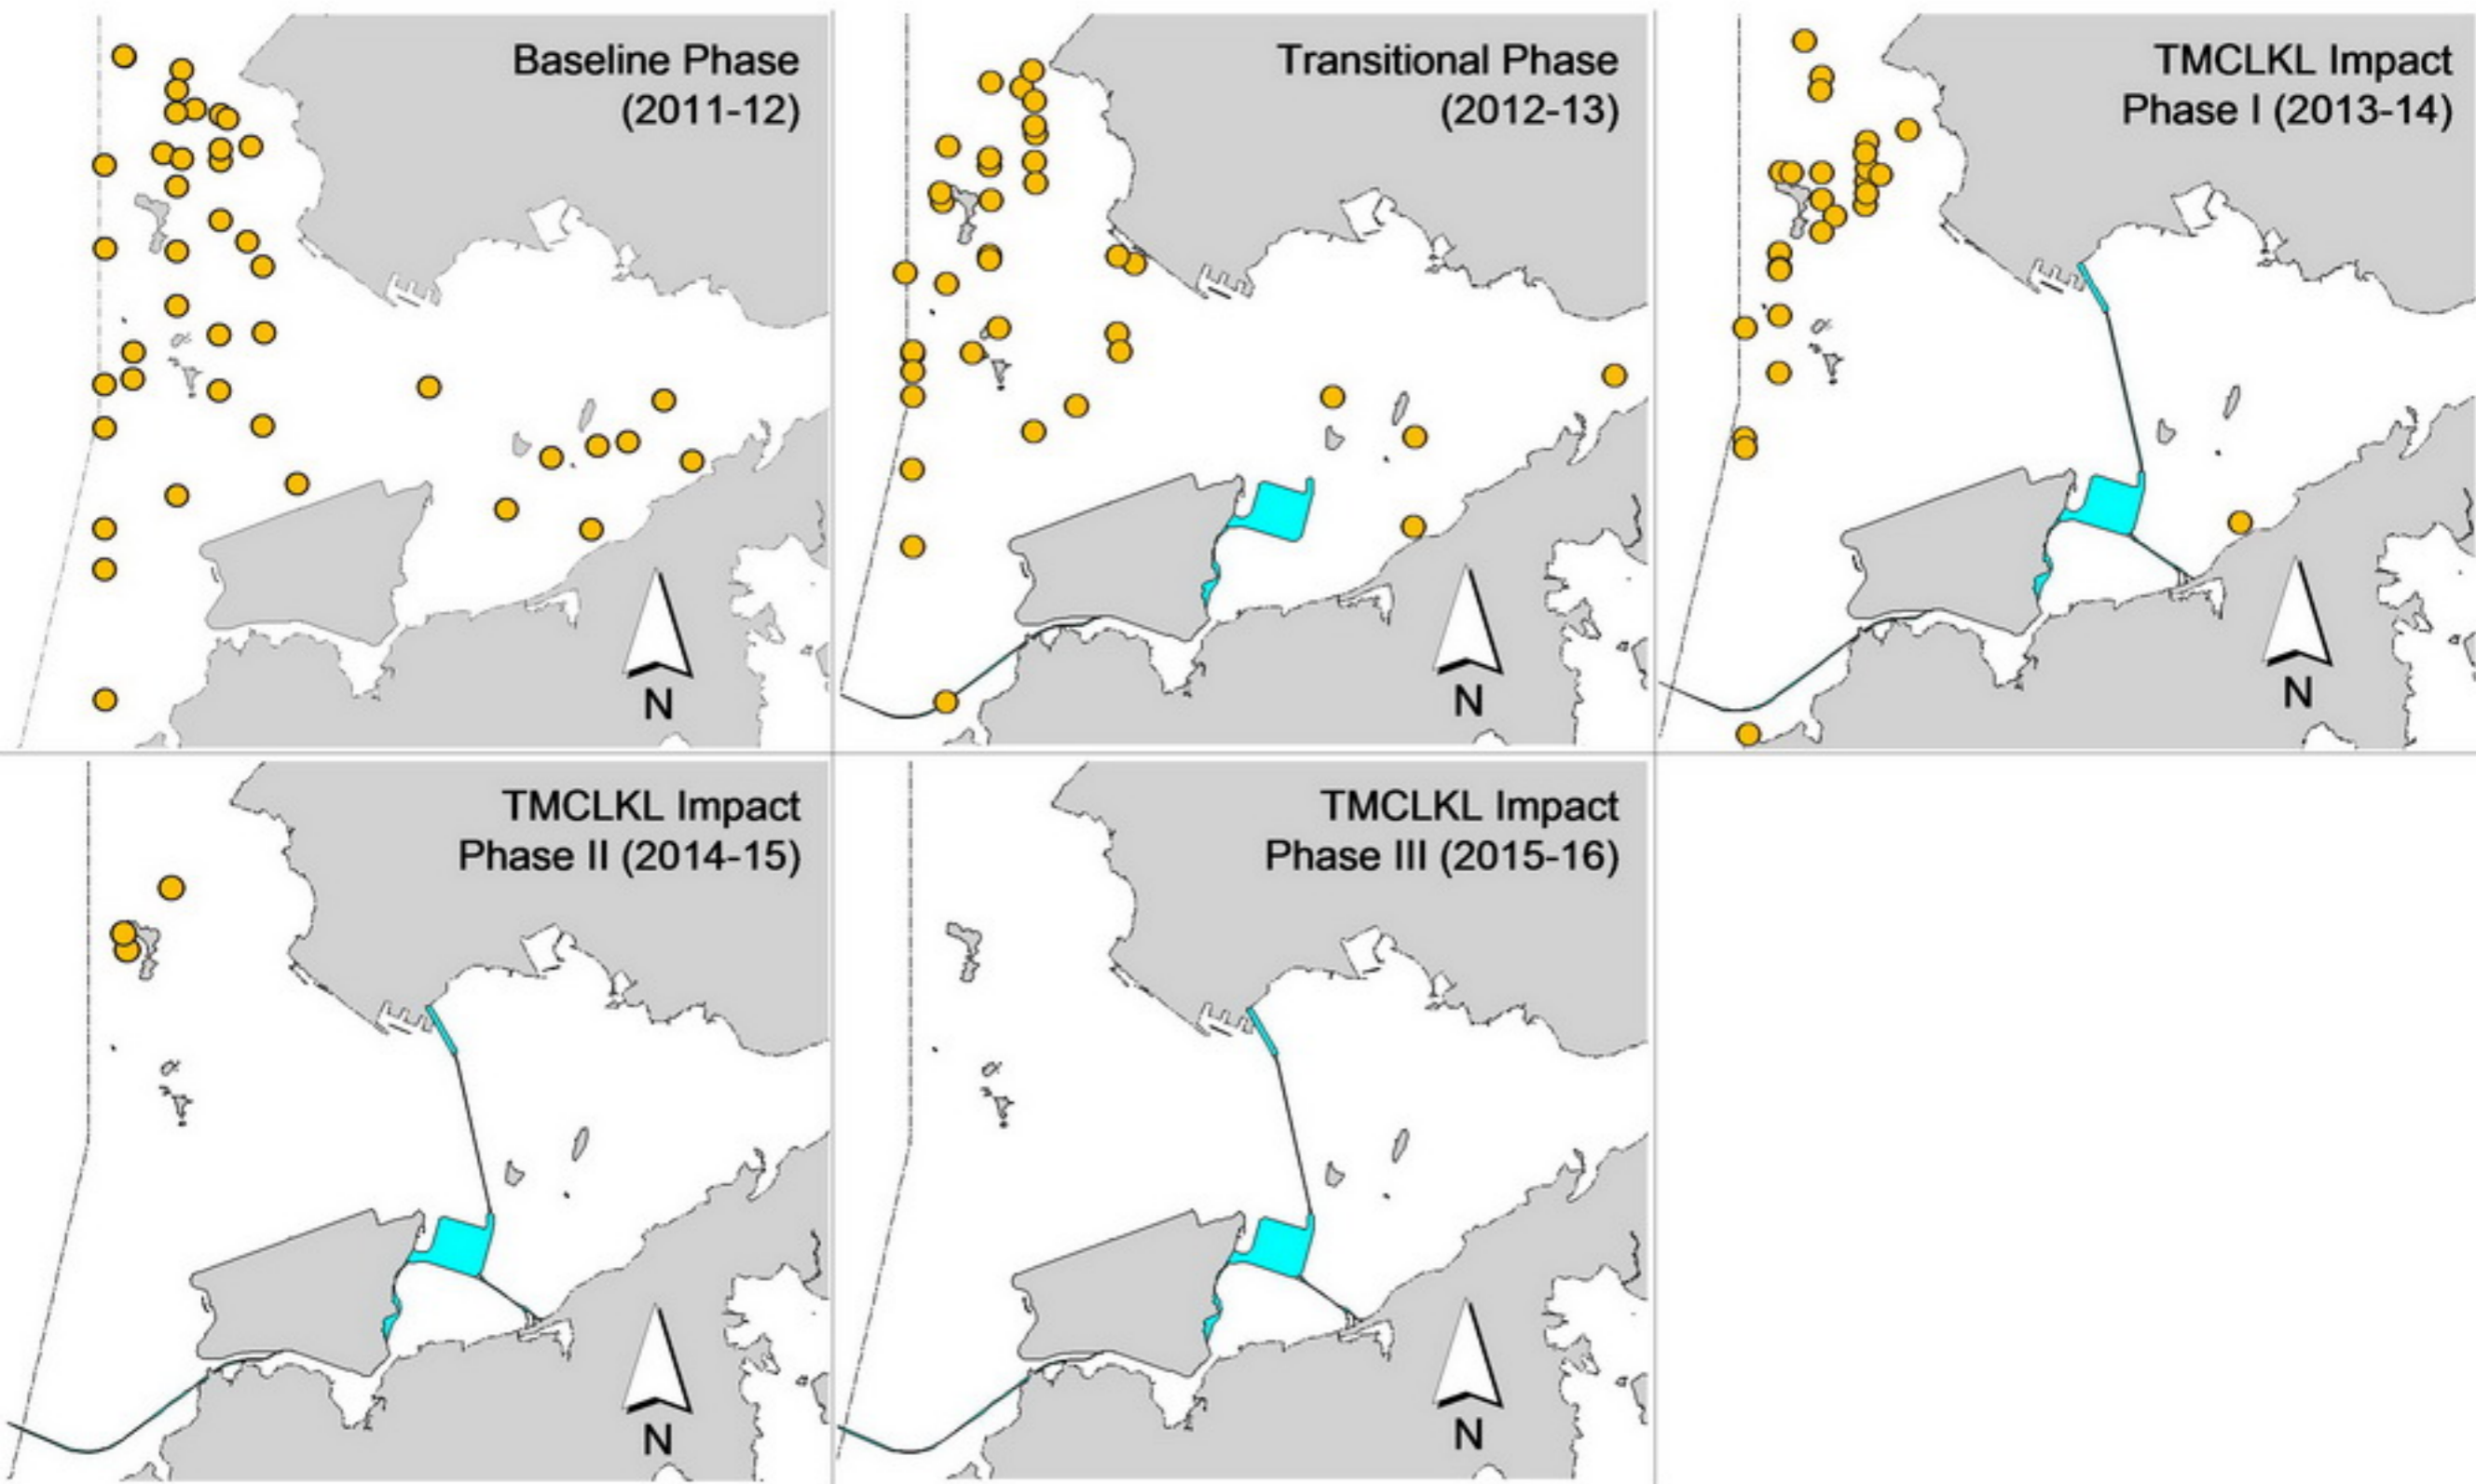 Baseline Phase
(2011-12)
N
Transitional Phase
(2012-13)
N
TMCLKL Impact
Phase I (2013-14)
N
TMCLKL Impact
Phase II (2014-15)
N
TMCLKL Impact
Phase III (2015-16)
N